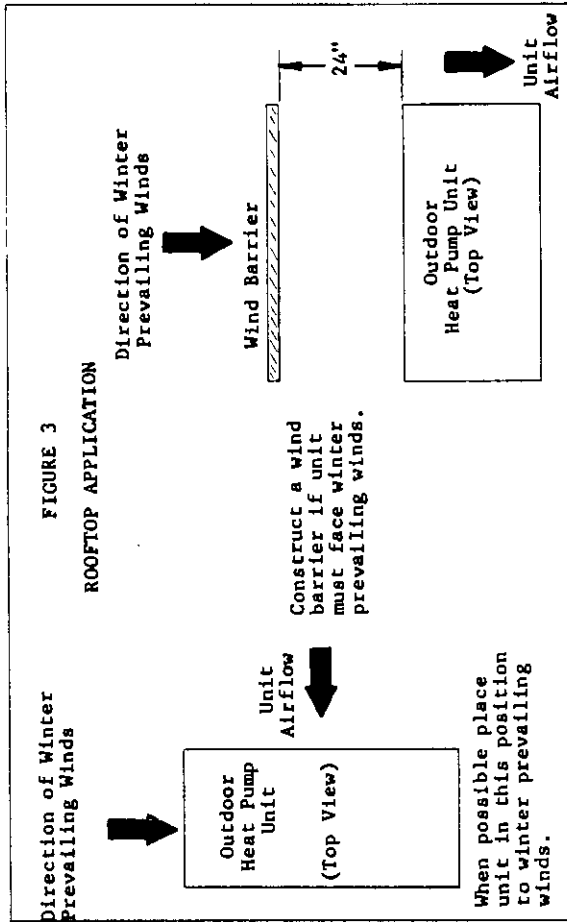 FIGURE 3
ROOFTOP APPLICATION
Direction of Winter
Prevailing Winds
Outdoor
Heat Pump
Unit
(Top View)
Unit
Airflow
When possible place
unit in this position
to winter prevailing
winds.
Construct a wind
barrier if unit
must face winter
prevailing winds.
Direction of Winter
Prevailing Winds
Wind Barrier
24"
Outdoor
Heat Pump Unit
(Top View)
Unit
Airflow